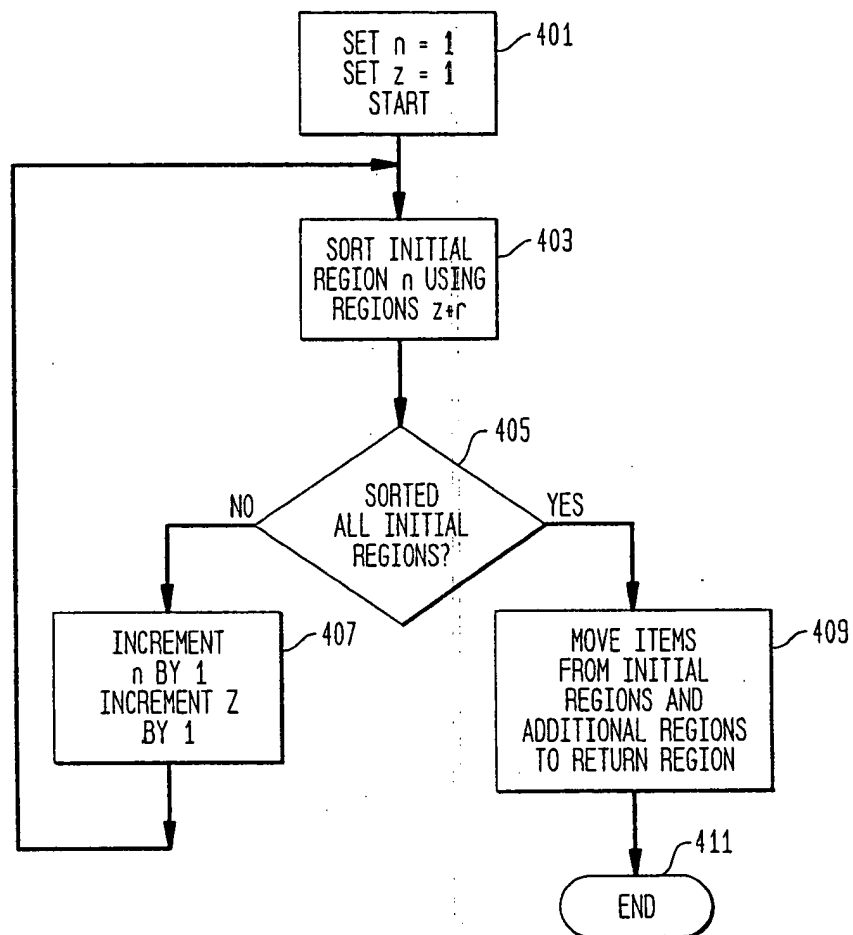 SET n = 1
SET z = 1
START
401
SORT INITIAL
REGION n USING
REGIONS z*r
403
405
SORTED
ALL INITIAL
REGIONS?
NO
YES
INCREMENT
n BY 1
INCREMENT Z
BY 1
407
MOVE ITEMS
FROM INITIAL
REGIONS AND
ADDITIONAL REGIONS
TO RETURN REGION
409
411
END